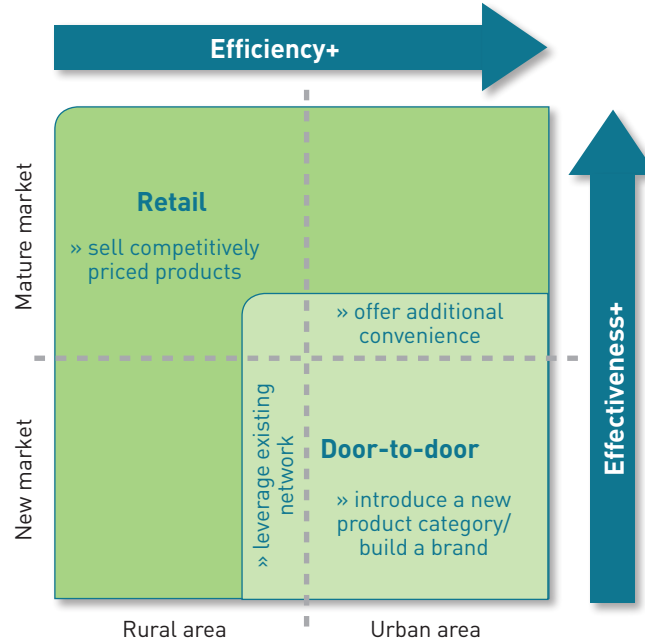 Efficiency+
Mature market
Retail
» sell competitively
priced products
» offer additional
convenience
Effectiveness+
New market
» leverage existing
network
Door-to-door
» introduce a new
product category/
build a brand
Rural area
Urban area